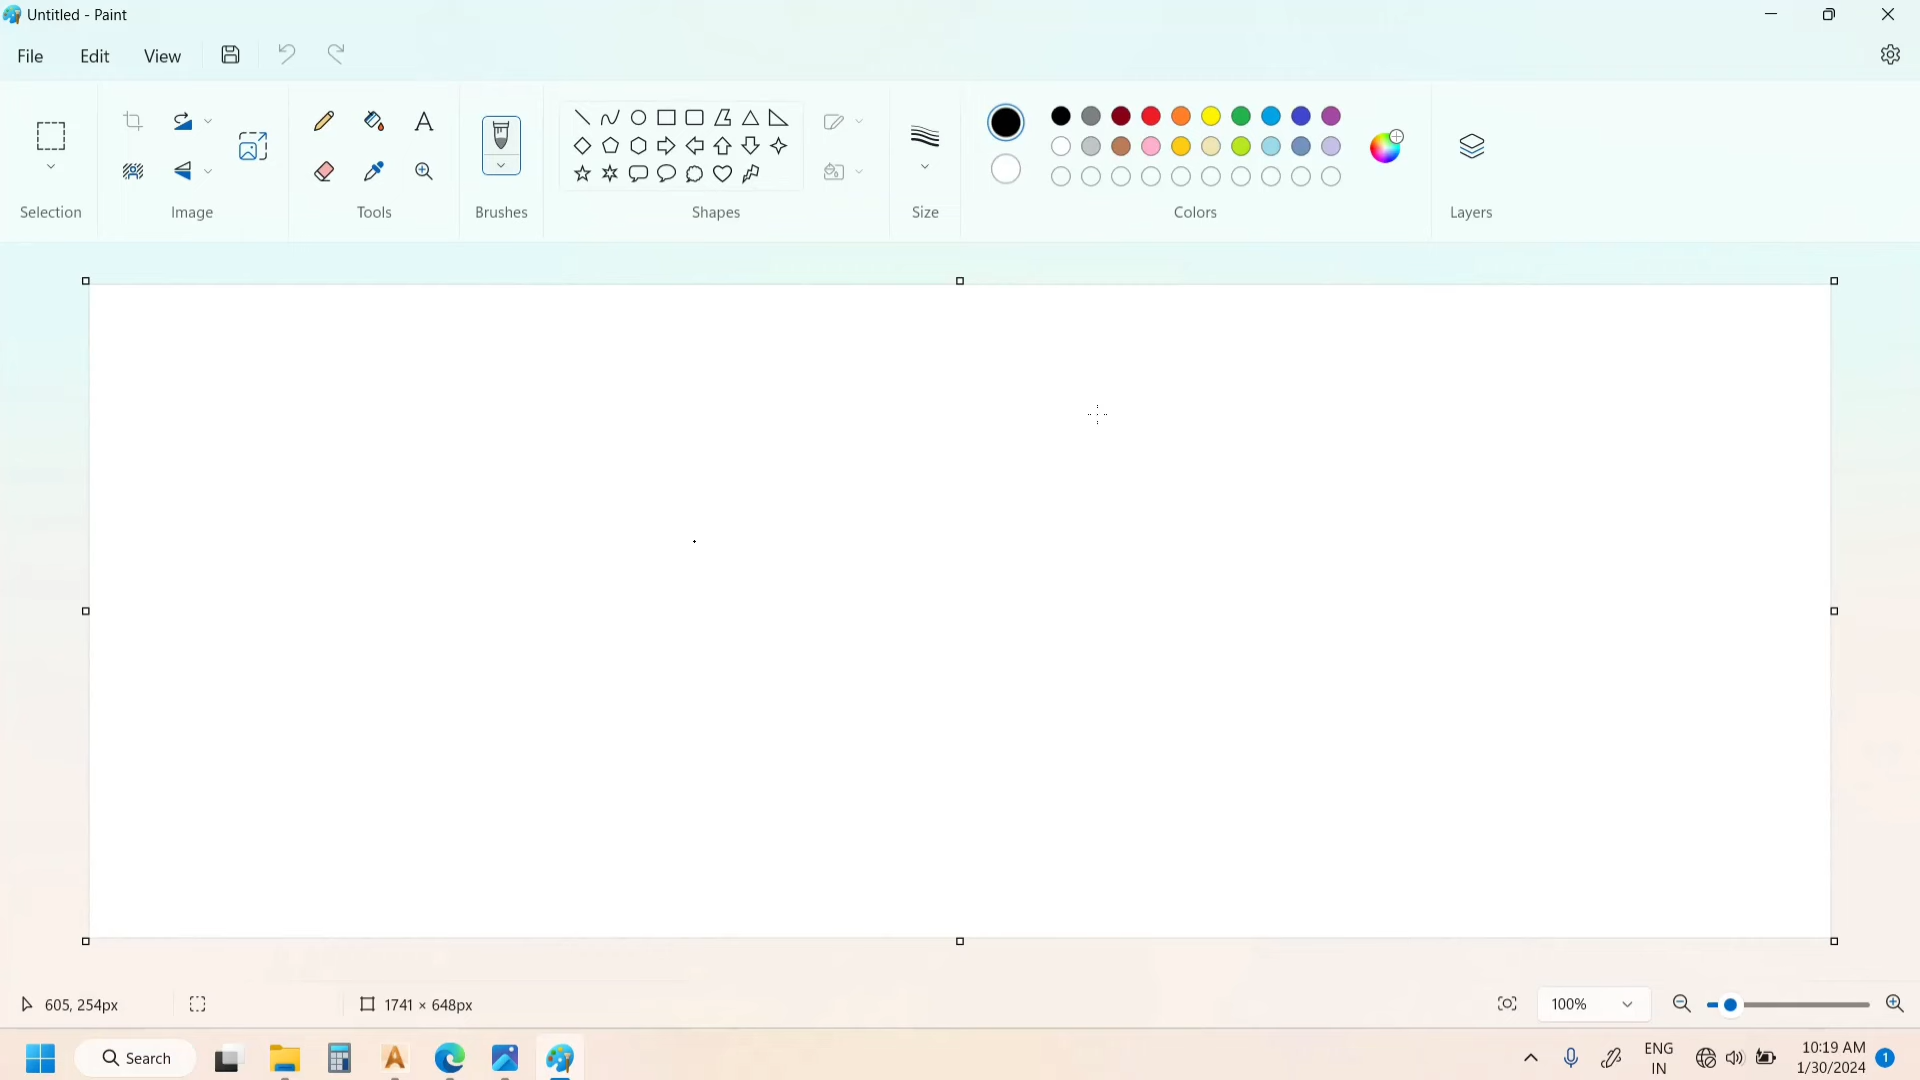 Untitled - Paint
File Edit View
Selection Image Tools Brushes Shapes Size Colors Layers
605, 254px 1741 × 648px 100%
Search ENG 10:19 AM 1
IN 1/30/2024